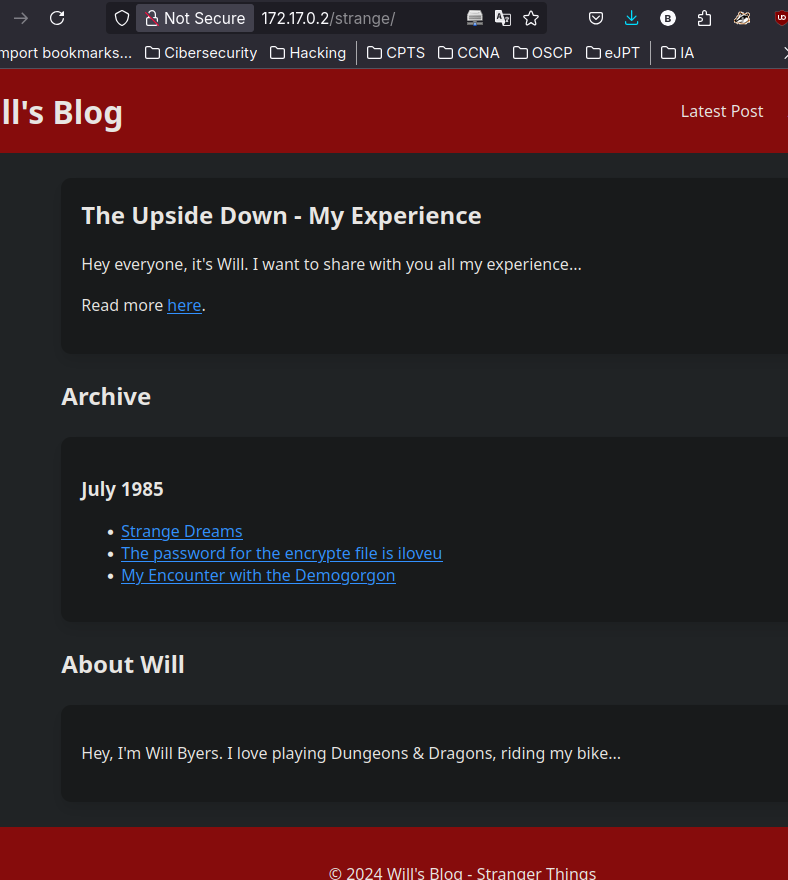 Not Secure 172.17.0.2/strange/
mport bookmarks... Cibersecurity Hacking CPTS CCNA OSCP eJPT IA
ll's Blog Latest Post
The Upside Down - My Experience
Hey everyone, it's Will. I want to share with you all my experience...
Read more here.
Archive
July 1985
• Strange Dreams
• The password for the encrypte file is iloveu
• My Encounter with the Demogorgon
About Will
Hey, I'm Will Byers. I love playing Dungeons & Dragons, riding my bike...
© 2024 Will's Blog - Stranger Things